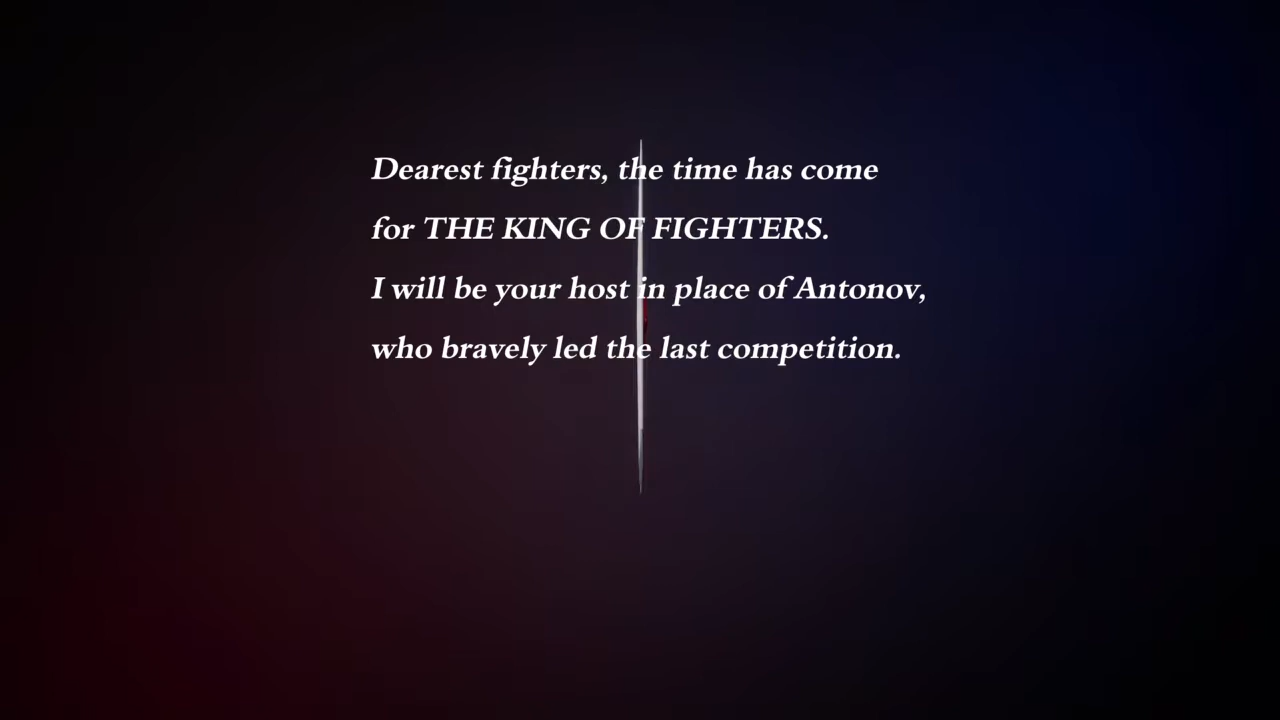 Dearest fighters, the time has come
for THE KING OF FIGHTERS.
I will be your host in place of Antonov,
who bravely led the last competition.